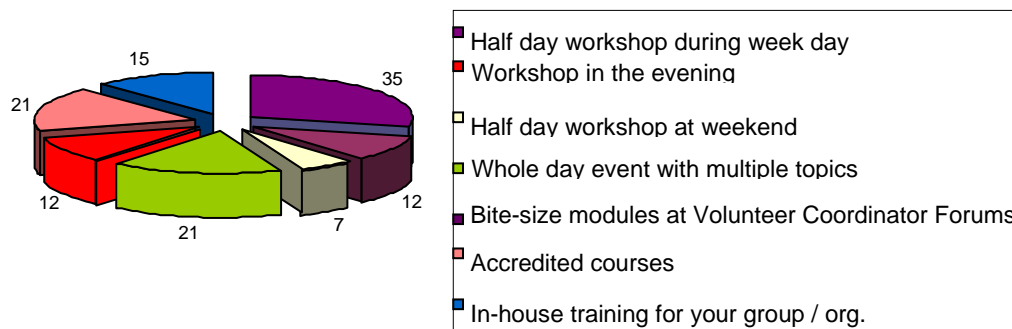 35
12
7
21
12
21
15
Half day workshop during week day
Workshop in the evening
Half day workshop at weekend
Whole day event with multiple topics
Bite-size modules at Volunteer Coordinator Forums
Accredited courses
In-house training for your group / org.